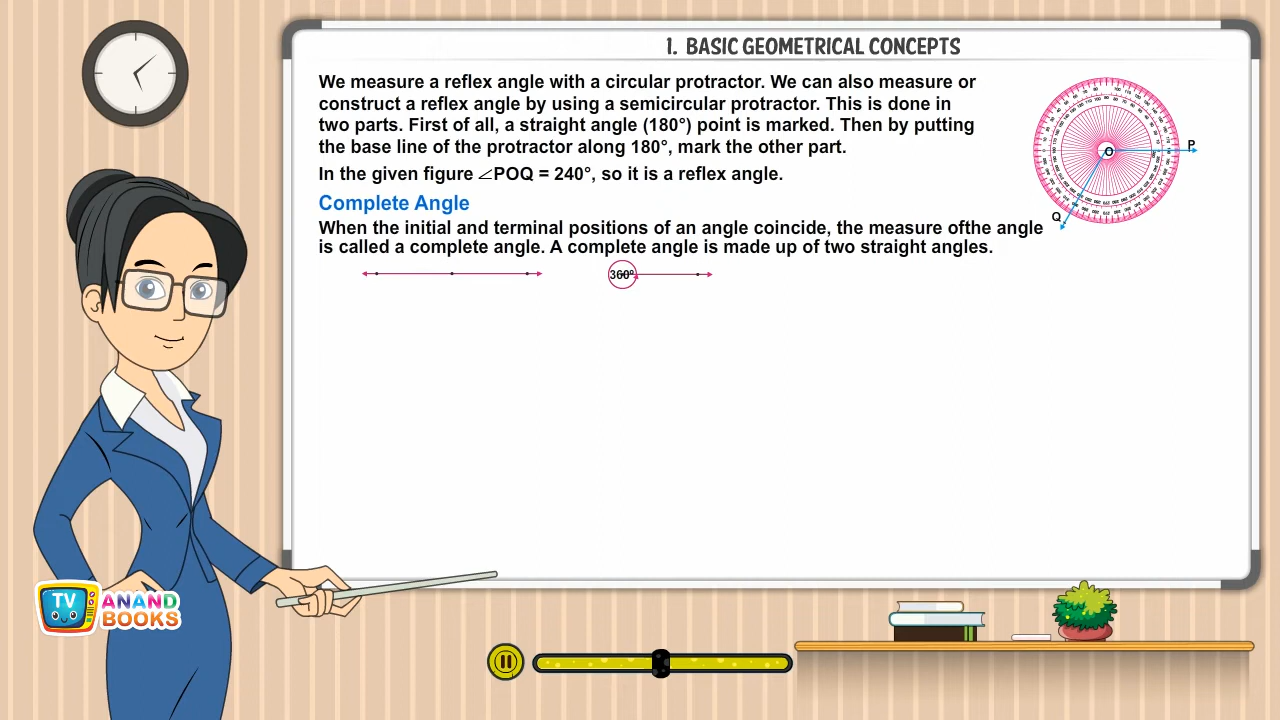 1. BASIC GEOMETRICAL CONCEPTS
We measure a reflex angle with a circular protractor. We can also measure or
construct a reflex angle by using a semicircular protractor. This is done in
two parts. First of all, a straight angle (180°) point is marked. Then by putting
the base line of the protractor along 180°, mark the other part.
In the given figure ∠POQ = 240°, so it is a reflex angle.
O
P
Q
Complete Angle
When the initial and terminal positions of an angle coincide, the measure ofthe angle
is called a complete angle. A complete angle is made up of two straight angles.
360°
TV
ANAND
BOOKS